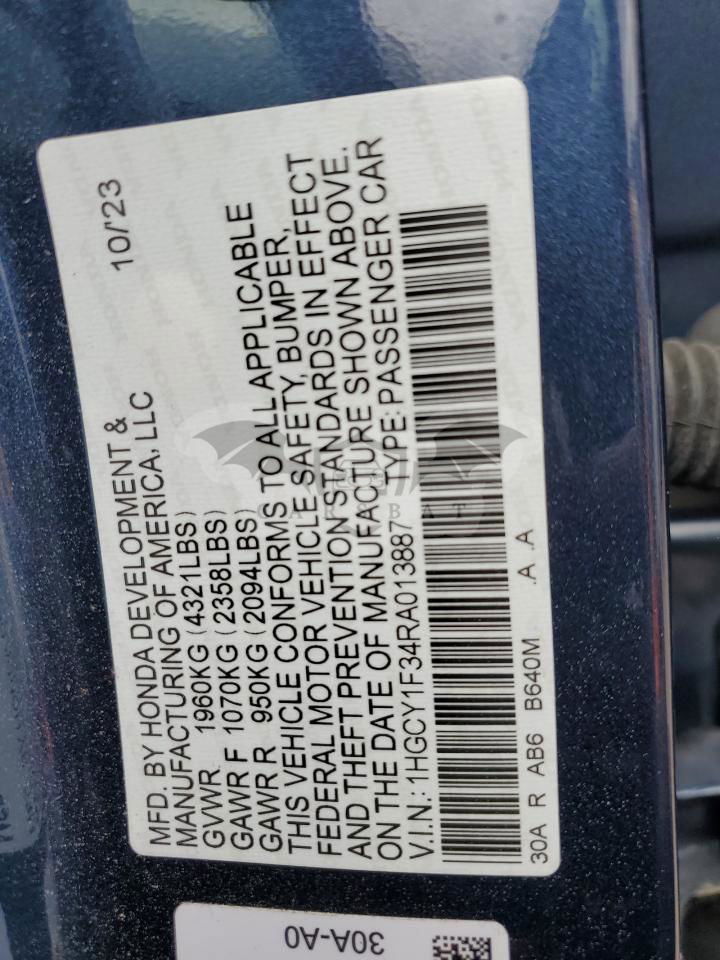 MFD. BY HONDA DEVELOPMENT & 10/'23
MANUFACTURING OF AMERICA, LLC
GVWR 1960KG (4321LBS)
GAWR F 1070KG (2358LBS)
GAWR R 950KG (2094LBS)
THIS VEHICLE CONFORMS TO ALL APPLICABLE
FEDERAL MOTOR VEHICLE SAFETY, BUMPER,
AND THEFT PREVENTION STANDARDS IN EFFECT
ON THE DATE OF MANUFACTURE SHOWN ABOVE.
V.I.N.: 1HGCY1F34RA013887 TYPE: PASSENGER CAR
30A R AB6 B640M .A .A
30A-A0
CAR2BAT